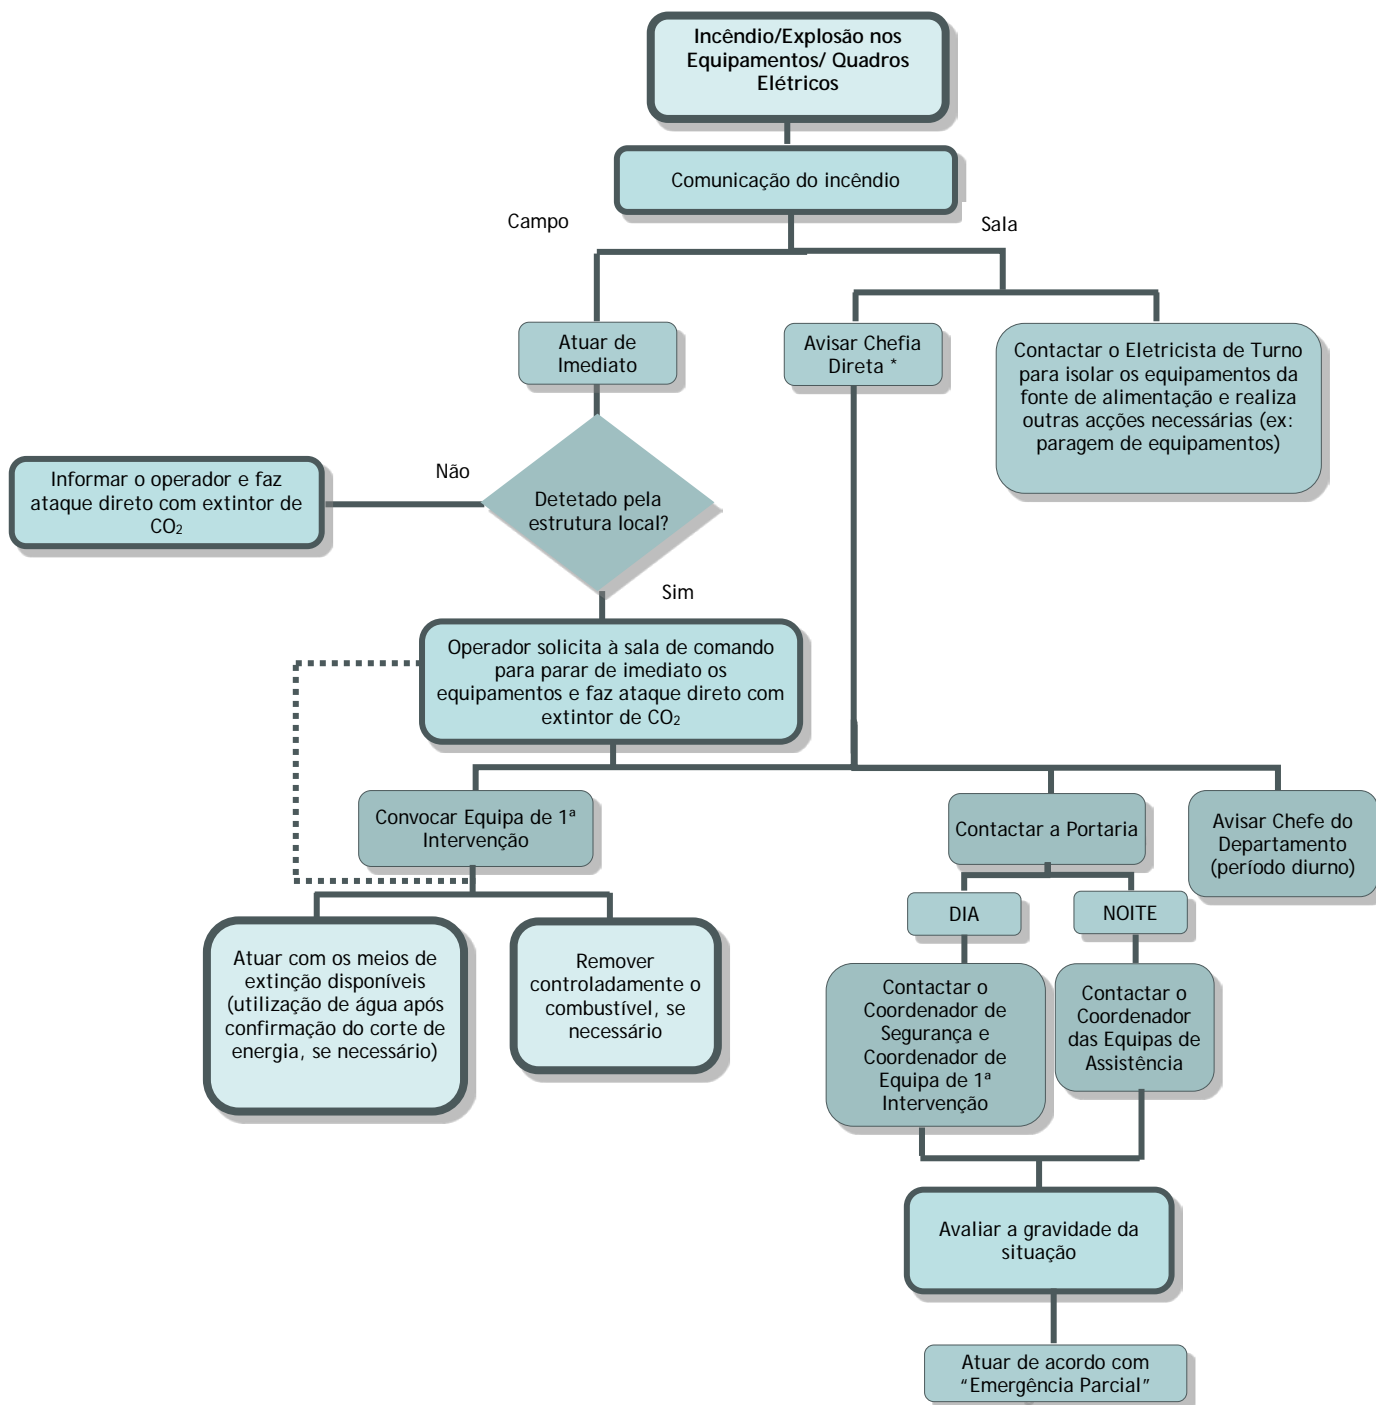 Incêndio/Explosão nos
Equipamentos/ Quadros
Elétricos
Comunicação do incêndio
Campo
Sala
Atuar de
Imediato
Avisar Chefia
Direta *
Contactar o Eletricista de Turno
para isolar os equipamentos da
fonte de alimentação e realiza
outras acções necessárias (ex:
paragem de equipamentos)
Não
Informar o operador e faz
ataque direto com extintor de
CO₂
Detetado pela
estrutura local?
Sim
Operador solicita à sala de comando
para parar de imediato os
equipamentos e faz ataque direto com
extintor de CO₂
Convocar Equipa de 1ª
Intervenção
Contactar a Portaria
Avisar Chefe do
Departamento
(período diurno)
DIA
NOITE
Atuar com os meios de
extinção disponíveis
(utilização de água após
confirmação do corte de
energia, se necessário)
Remover
controladamente o
combustível, se
necessário
Contactar o
Coordenador de
Segurança e
Coordenador de
Equipa de 1ª
Intervenção
Contactar o
Coordenador
das Equipas de
Assistência
Avaliar a gravidade da
situação
Atuar de acordo com
“Emergência Parcial”